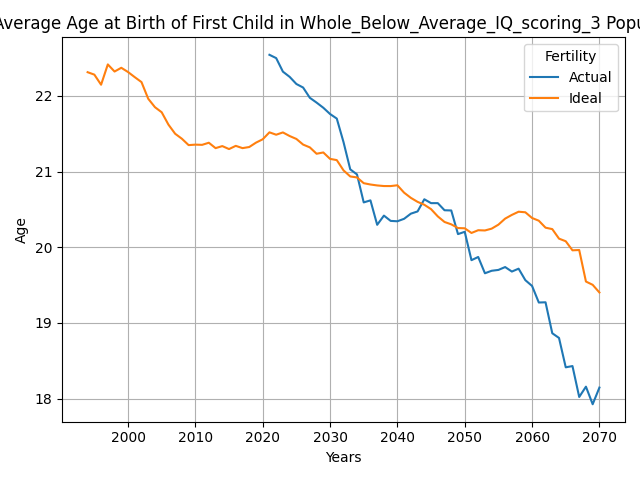 Average Age at Birth of First Child in Whole_Below_Average_IQ_scoring_3
Fertility
Actual
Ideal
22
21
20
19
18
Age
2000 2010 2020 2030 2040 2050 2060 2070
Years